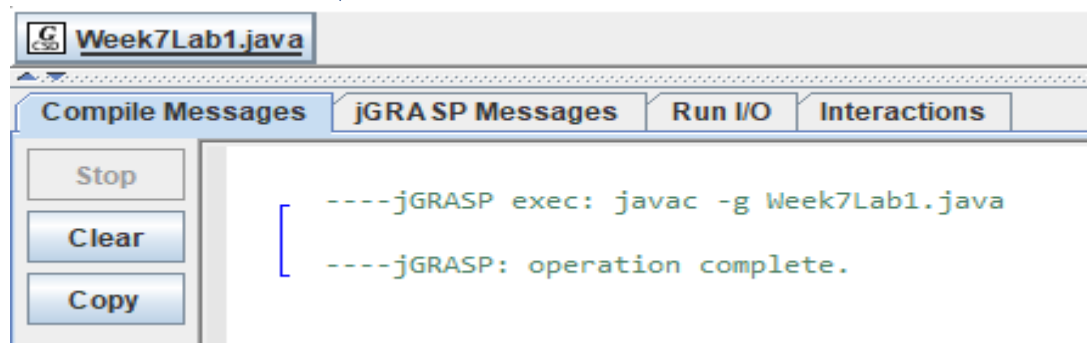 G
CSD
Week7Lab1.java
Compile Messages jGRASP Messages Run I/O Interactions
Stop
Clear
Copy
----jGRASP exec: javac -g Week7Lab1.java
----jGRASP: operation complete.